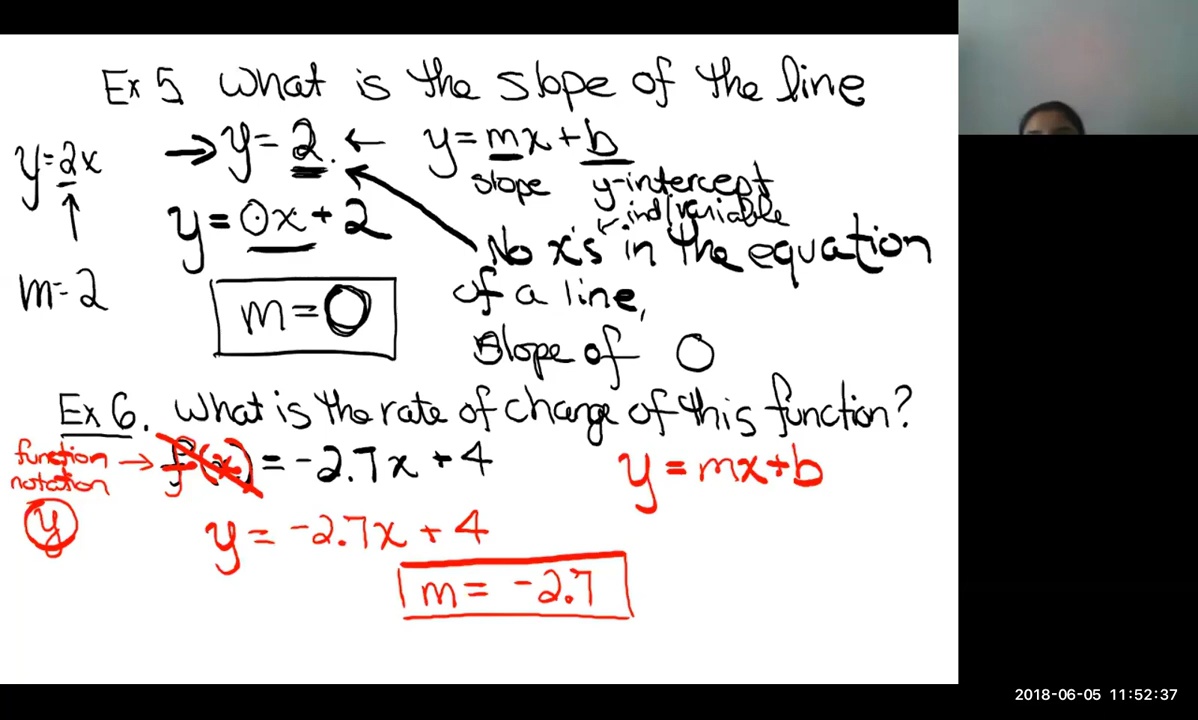 Ex 5 What is the slope of the line
y=2x
→ y= 2. ← y=mx+b
slope y-intercept
ind/variable
y= 0x+2
No x's in the equation
of a line,
m=2
m=0
Slope of 0
Ex 6. What is the rate of change of this function?
function notation → f(x) = -2.7x +4
y =mx+b
y
y = -2.7x +4
m= -2.7
2018-06-05 11:52:37